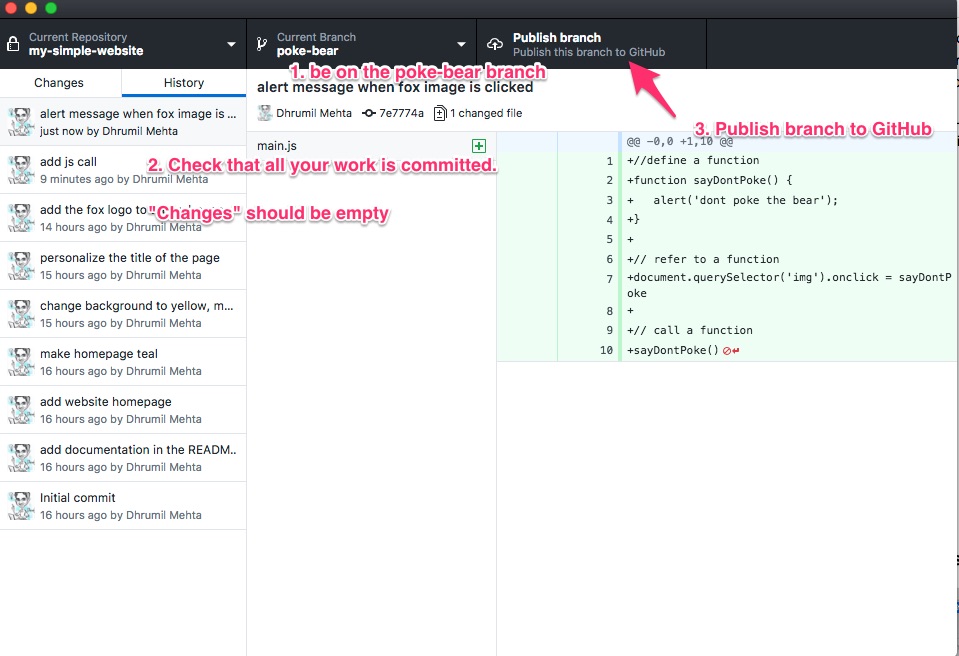 Current Repository
my-simple-website
Current Branch
poke-bear
Publish branch
Publish this branch to GitHub
1. be on the poke-bear branch
Changes
History
alert message when fox image is clicked
Dhrumil Mehta
7e7774a
1 changed file
3. Publish branch to GitHub
alert message when fox image is ...
just now by Dhrumil Mehta
add js call
9 minutes ago by Dhrumil Mehta
add the fox logo to
14 hours ago by Dhrumil Mehta
personalize the title of the page
15 hours ago by Dhrumil Mehta
change background to yellow, m...
15 hours ago by Dhrumil Mehta
make homepage teal
16 hours ago by Dhrumil Mehta
add website homepage
16 hours ago by Dhrumil Mehta
add documentation in the READM..
16 hours ago by Dhrumil Mehta
Initial commit
16 hours ago by Dhrumil Mehta
main.js
2. Check that all your work is committed.
"Changes" should be empty
@@ -0,0 +1,10 @@
1 +//define a function
2 +function sayDontPoke() {
3 +   alert('dont poke the bear');
4 +}
5 +
6 +// refer to a function
7 +document.querySelector('img').onclick = sayDontP
oke
8 +
9 +// call a function
10 +sayDontPoke()